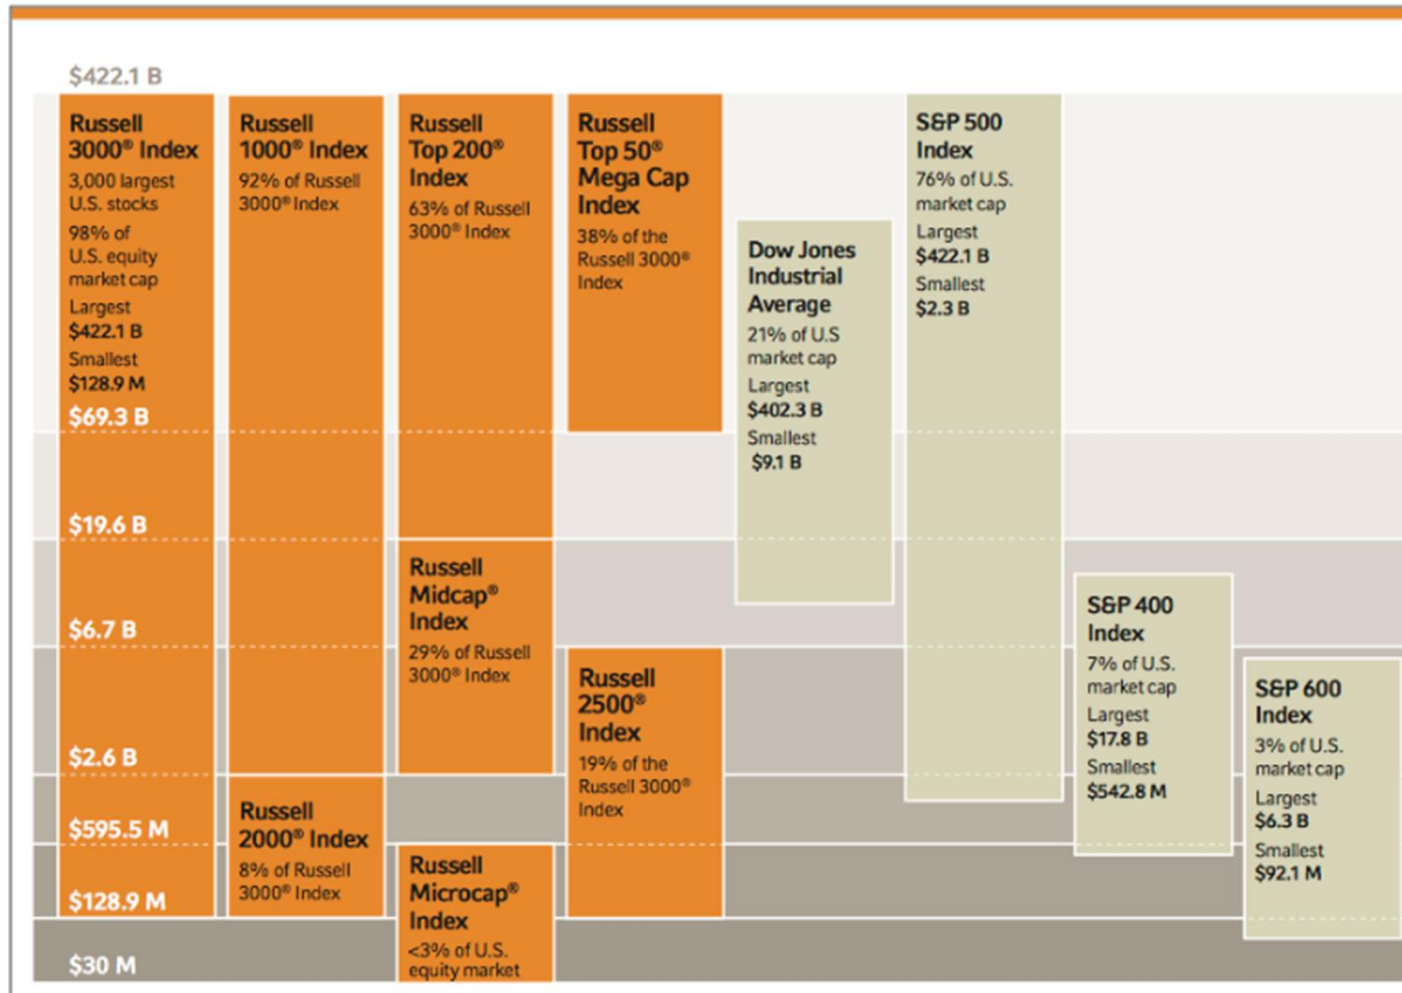 $422.1 B
Russell
3000® Index
3,000 largest
U.S. stocks
98% of
U.S. equity
market cap
Largest
$422.1 B
Smallest
$128.9 M
$69.3 B
$19.6 B
$6.7 B
$2.6 B
$595.5 M
$128.9 M
$30 M
Russell
1000® Index
92% of Russell
3000® Index
Russell
2000® Index
8% of Russell
3000® Index
Russell
Top 200®
Index
63% of Russell
3000® Index
Russell
Midcap®
Index
29% of Russell
3000® Index
Russell
Microcap®
Index
<3% of U.S.
equity market
Russell
Top 50®
Mega Cap
Index
38% of the
Russell 3000®
Index
Russell
2500®
Index
19% of the
Russell 3000®
Index
Dow Jones
Industrial
Average
21% of U.S
market cap
Largest
$402.3 B
Smallest
$9.1 B
S&P 500
Index
76% of U.S.
market cap
Largest
$422.1 B
Smallest
$2.3 B
S&P 400
Index
7% of U.S.
market cap
Largest
$17.8 B
Smallest
$542.8 M
S&P 600
Index
3% of U.S.
market cap
Largest
$6.3 B
Smallest
$92.1 M